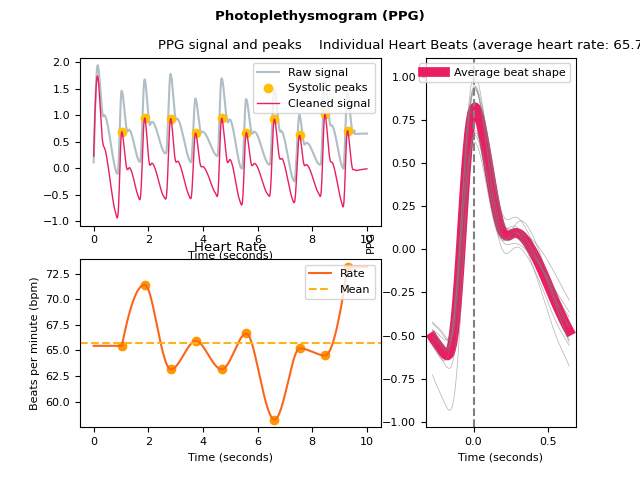 Photoplethysmogram (PPG)
PPG signal and peaks
Individual Heart Beats (average heart rate: 65.7
2.0
1.5
1.0
0.5
0.0
−0.5
−1.0
Raw signal
Systolic peaks
Cleaned signal
0 2 4 6 8 10
Time (seconds)
Heart Rate
72.5
70.0
67.5
65.0
62.5
60.0
Beats per minute (bpm)
Rate
Mean
0 2 4 6 8 10
Time (seconds)
PPG
1.00
0.75
0.50
0.25
0.00
−0.25
−0.50
−0.75
−1.00
Average beat shape
0.0 0.5
Time (seconds)